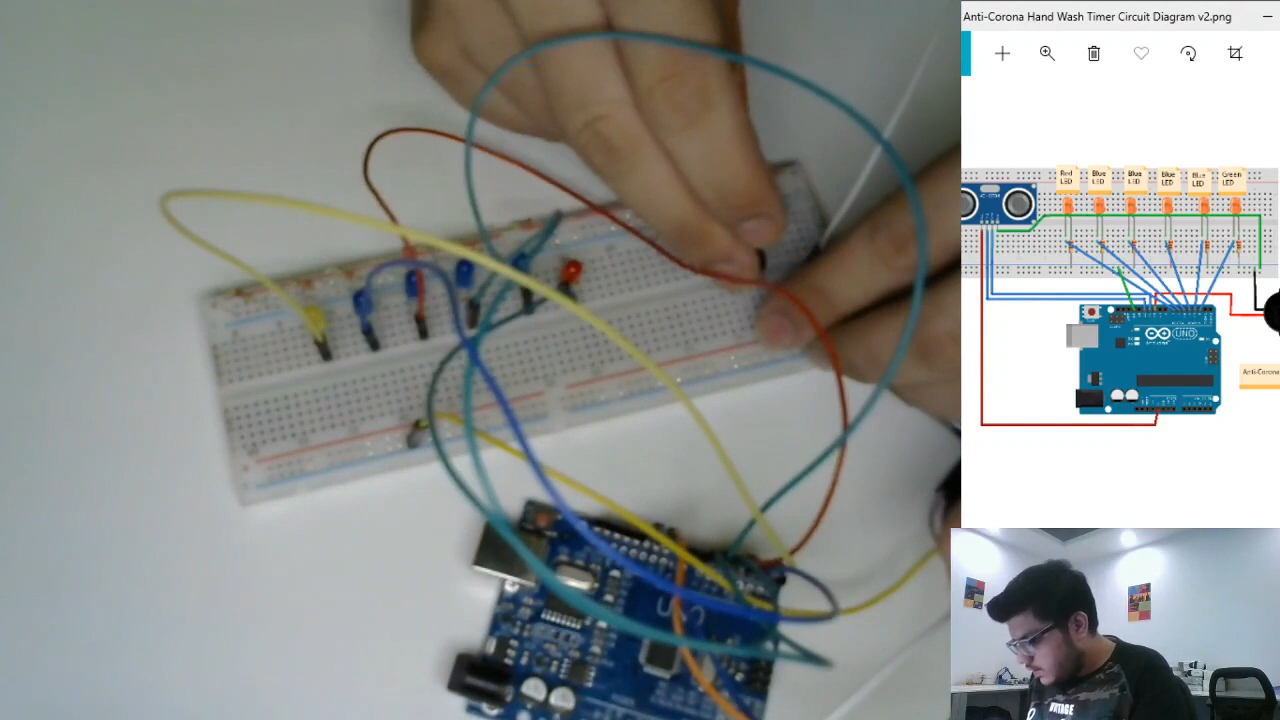 Anti-Corona Hand Wash Timer Circuit Diagram v2.png
Red
LED
Blue
LED
Blue
LED
Blue
LED
Blue
LED
Green
LED
UNO
Anti-Corona